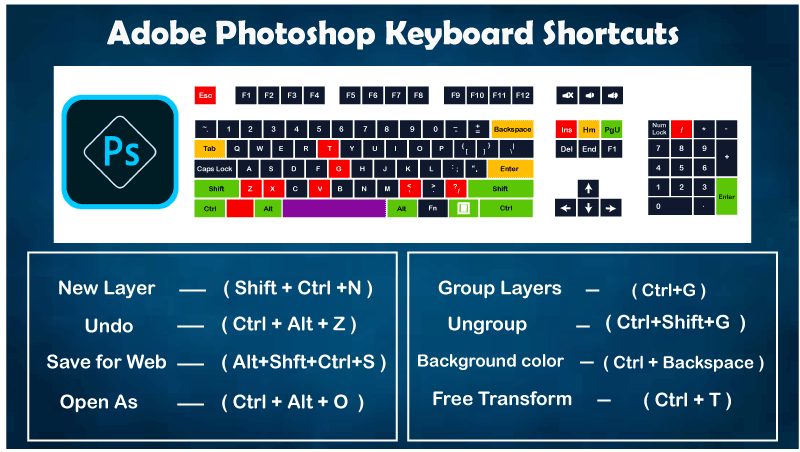 Adobe Photoshop Keyboard Shortcuts
Ps
Esc F1 F2 F3 F4 F5 F6 F7 F8 F9 F10 F11 F12
1 2 3 4 5 6 7 8 9 0 Backspace Ins Hm PgU Num Lock / * -
Tab Q W E R T Y U I O P Del End F1 7 8 9 +
Caps Lock A S D F G H J K L Enter 4 5 6
Shift Z X C V B N M Shift 1 2 3 Enter
Ctrl Alt Alt Fn Ctrl 0 .
New Layer — ( Shift + Ctrl +N )
Undo — ( Ctrl + Alt + Z )
Save for Web — ( Alt+Shft+Ctrl+S )
Open As — ( Ctrl + Alt + O )
Group Layers – ( Ctrl+G )
Ungroup – ( Ctrl+Shift+G )
Background color – ( Ctrl + Backspace )
Free Transform – ( Ctrl + T )